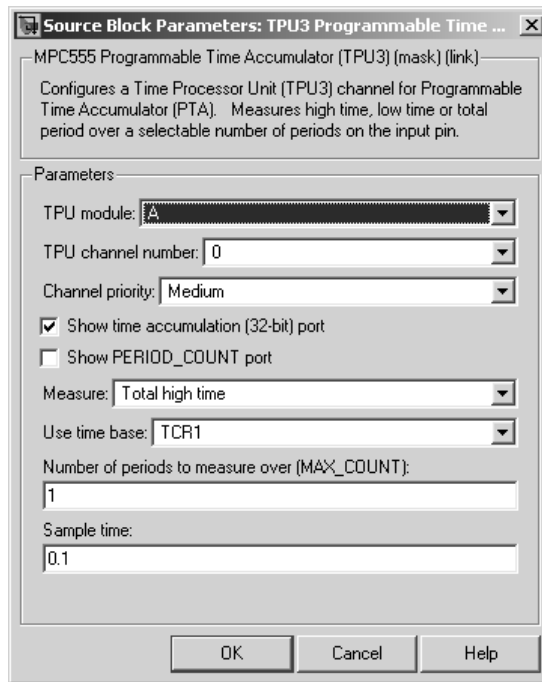 Source Block Parameters: TPU3 Programmable Time ...
MPC555 Programmable Time Accumulator (TPU3) (mask) (link)
Configures a Time Processor Unit (TPU3) channel for Programmable
Time Accumulator (PTA).   Measures high time, low time or total
period over a selectable number of periods on the input pin.
Parameters
TPU module: A
TPU channel number: 0
Channel priority: Medium
Show time accumulation (32-bit) port
Show PERIOD_COUNT port
Measure: Total high time
Use time base: TCR1
Number of periods to measure over (MAX_COUNT):
1
Sample time:
0.1
OK Cancel Help